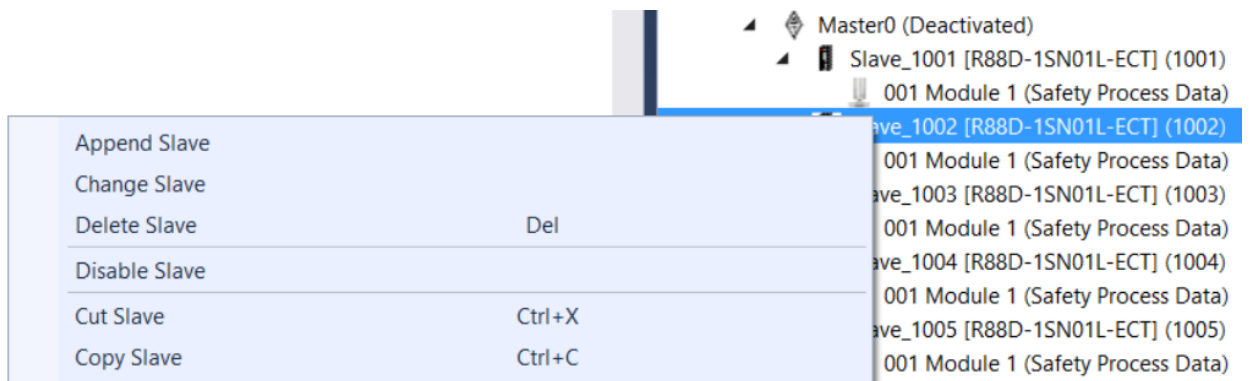 Master0 (Deactivated)
Slave_1001 [R88D-1SN01L-ECT] (1001)
001 Module 1 (Safety Process Data)
ave_1002 [R88D-1SN01L-ECT] (1002)
001 Module 1 (Safety Process Data)
ave_1003 [R88D-1SN01L-ECT] (1003)
001 Module 1 (Safety Process Data)
ave_1004 [R88D-1SN01L-ECT] (1004)
001 Module 1 (Safety Process Data)
ave_1005 [R88D-1SN01L-ECT] (1005)
001 Module 1 (Safety Process Data)
Append Slave
Change Slave
Delete Slave Del
Disable Slave
Cut Slave Ctrl+X
Copy Slave Ctrl+C